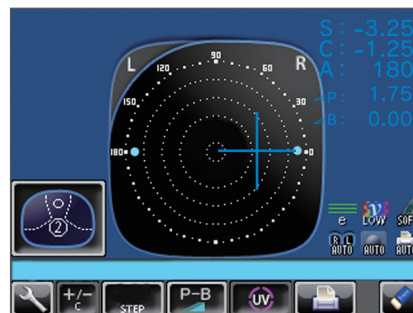 S: -3.25
C: -1.25
A: 180
⊿P: 1.75
⊿B: 0.00
L R
90
120 60
150 30
180 0
2
e LOW SOF
R L AUTO AUTO AUTO
+/- C STEP P-B UV